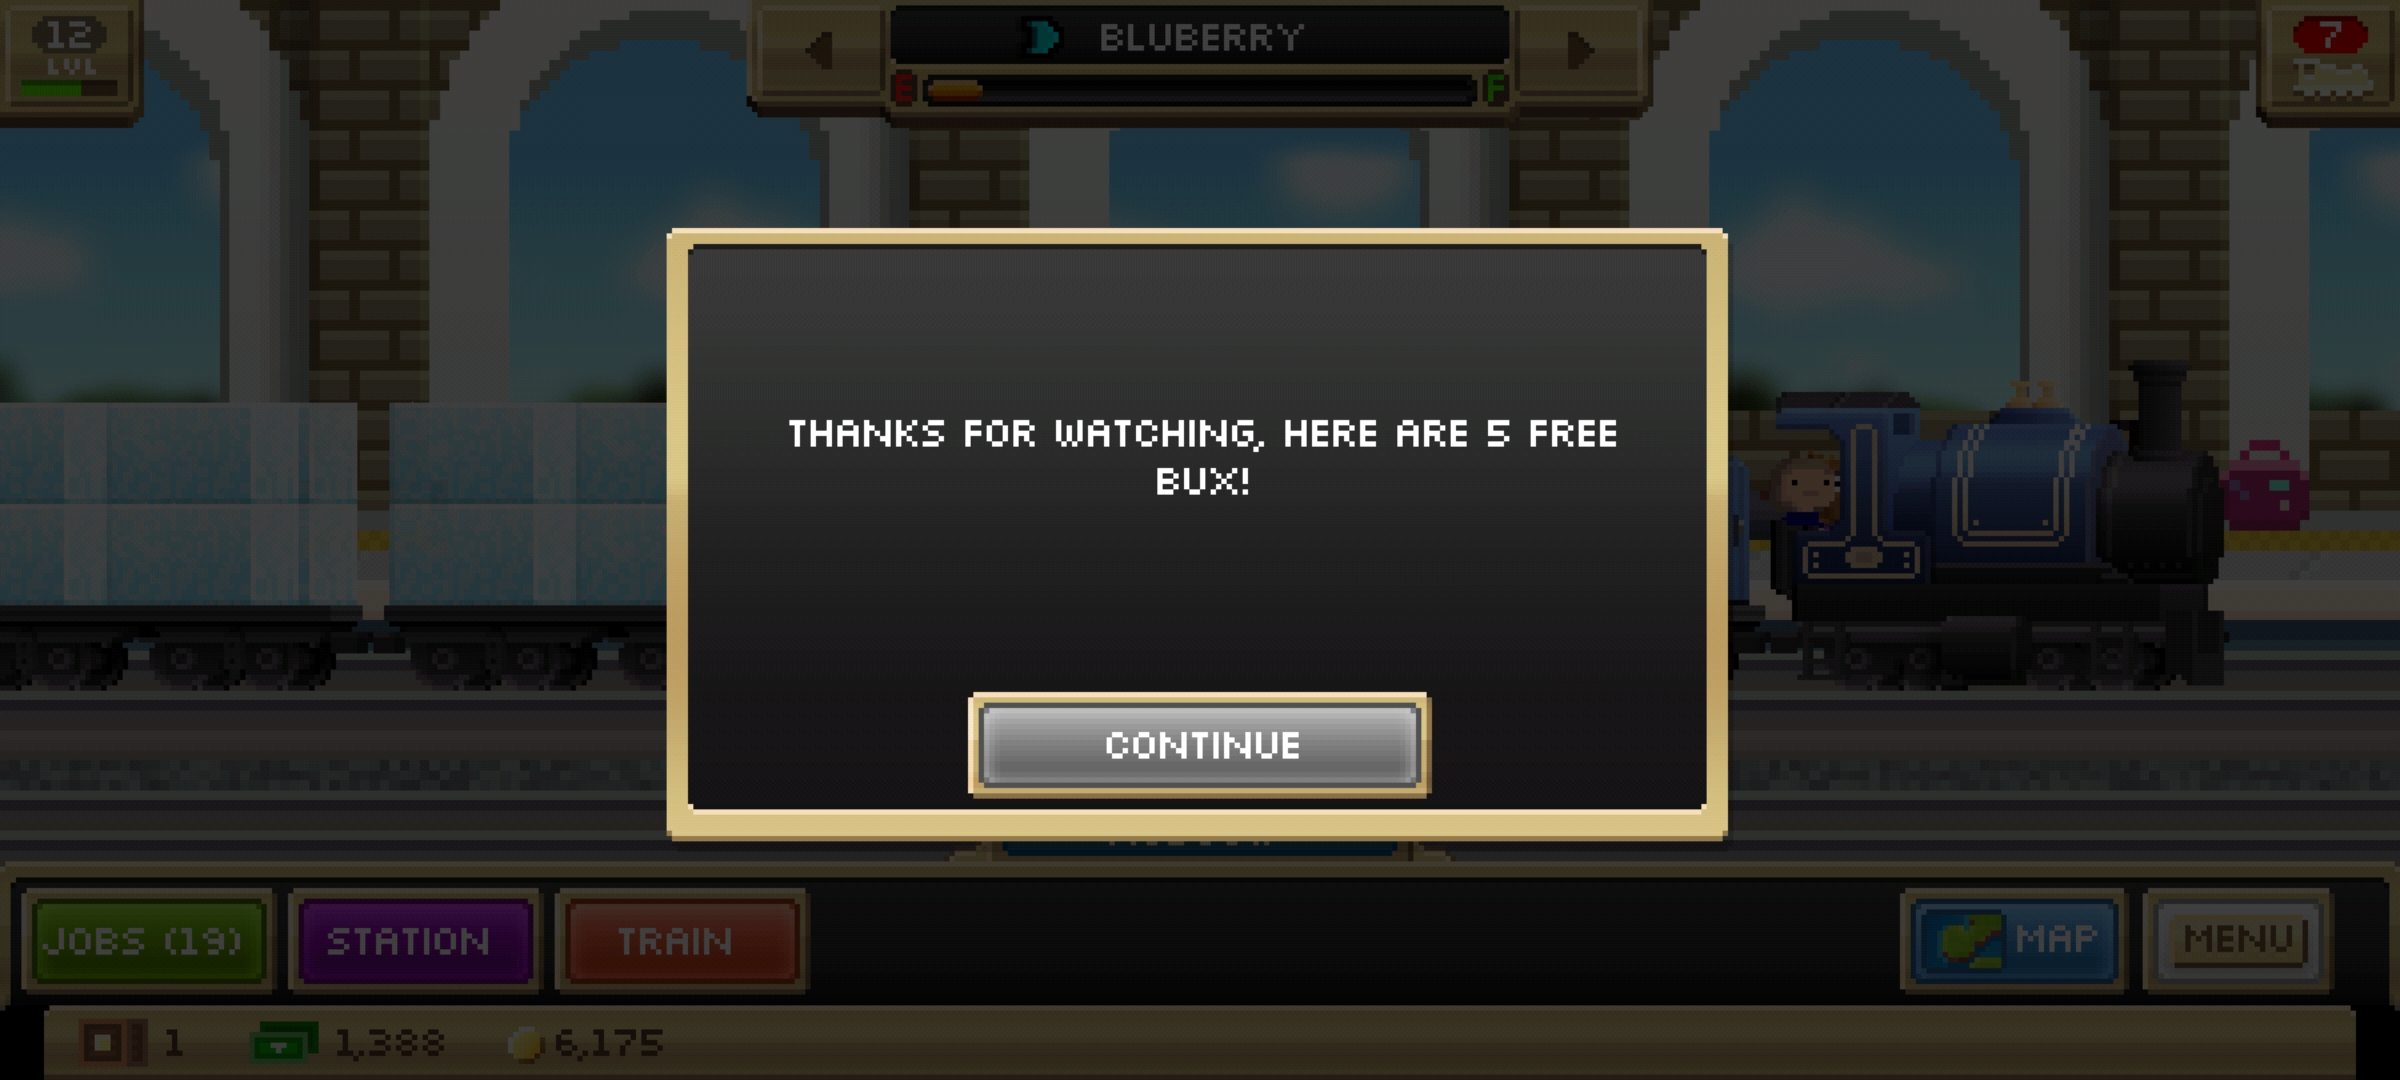 12
LVL
BLUBERRY
E
F
7
THANKS FOR WATCHING, HERE ARE 5 FREE
BUX!
CONTINUE
JOBS (19)
STATION
TRAIN
MAP
MENU
1
1,388
6,175